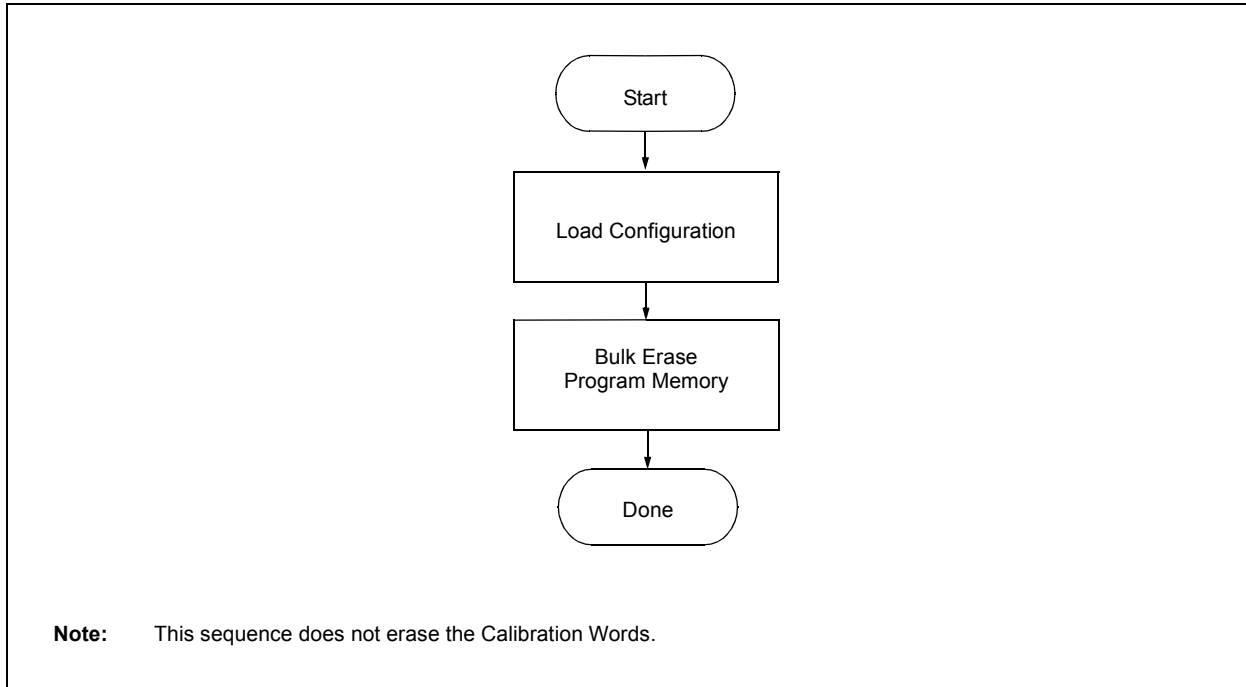 Start
Load Configuration
Bulk Erase
Program Memory
Done
Note: This sequence does not erase the Calibration Words.